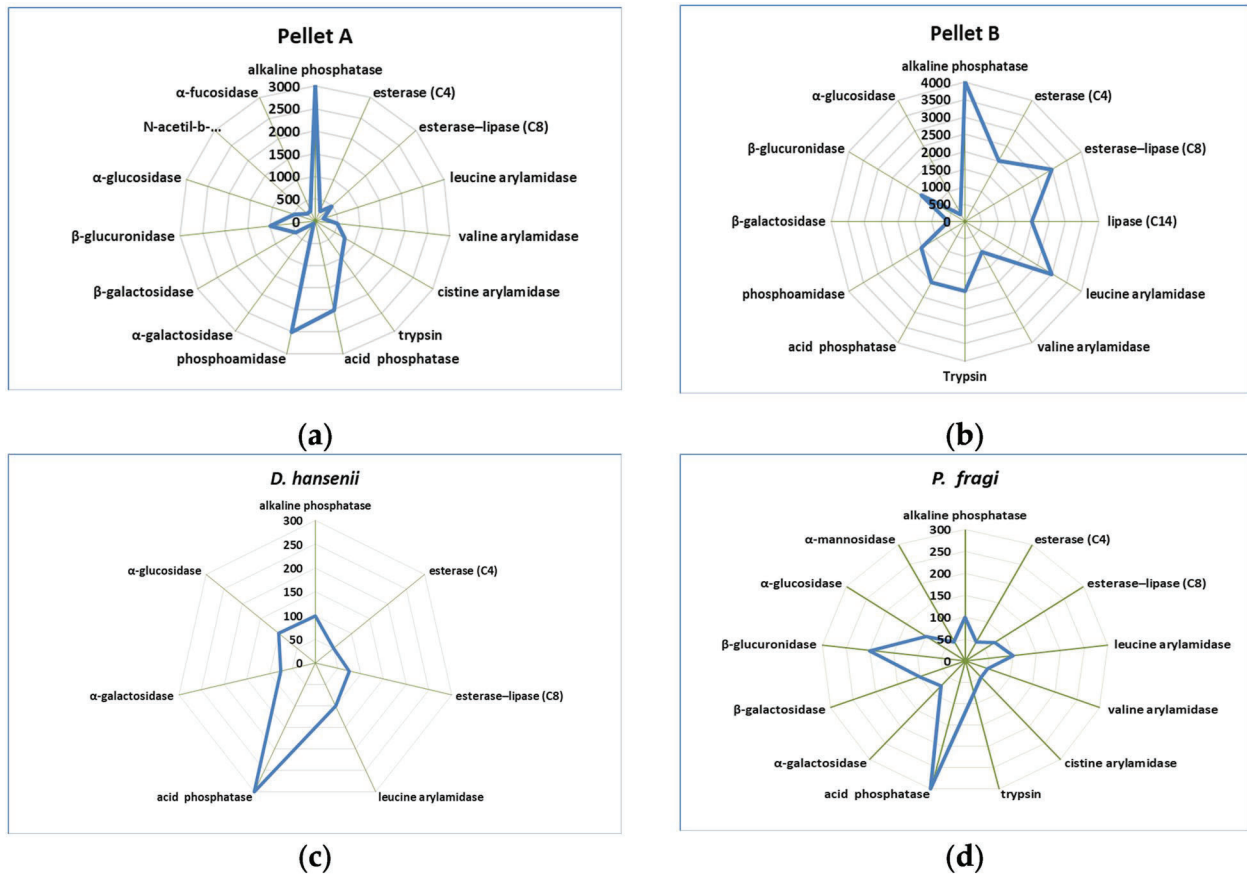 Pellet A
alkaline phosphatase
3000
2500
2000
1500
1000
500
0
esterase (C4)
esterase–lipase (C8)
leucine arylamidase
valine arylamidase
cistine arylamidase
trypsin
acid phosphatase
phosphoamidase
α-galactosidase
β-galactosidase
β-glucuronidase
α-glucosidase
N-acetil-b-...
α-fucosidase
(a)
Pellet B
alkaline phosphatase
4000
3500
3000
2500
2000
1500
1000
500
0
esterase (C4)
esterase–lipase (C8)
lipase (C14)
leucine arylamidase
valine arylamidase
Trypsin
acid phosphatase
phosphoamidase
β-galactosidase
β-glucuronidase
α-glucosidase
(b)
D. hansenii
alkaline phosphatase
300
250
200
150
100
50
0
esterase (C4)
esterase–lipase (C8)
leucine arylamidase
acid phosphatase
α-galactosidase
α-glucosidase
(c)
P. fragi
alkaline phosphatase
300
250
200
150
100
50
0
esterase (C4)
esterase–lipase (C8)
leucine arylamidase
valine arylamidase
cistine arylamidase
trypsin
acid phosphatase
α-galactosidase
β-galactosidase
β-glucuronidase
α-glucosidase
α-mannosidase
(d)